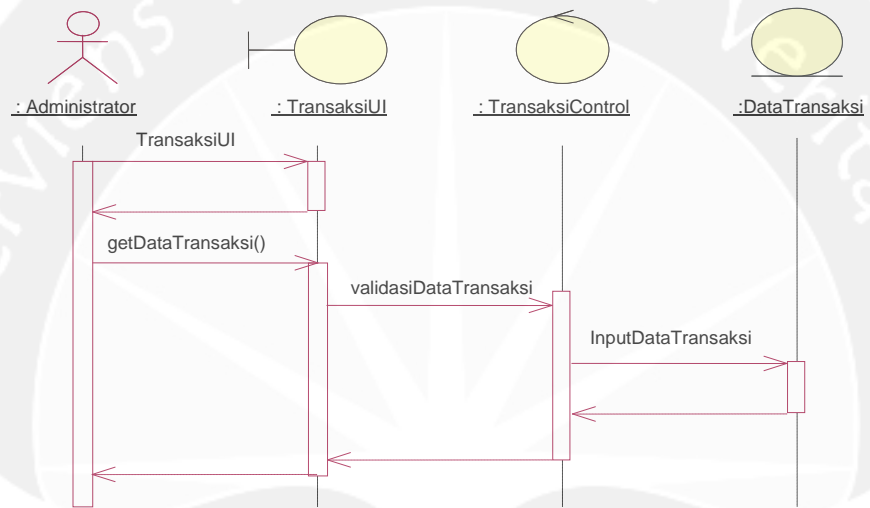 : Administrator
: TransaksiUI
: TransaksiControl
:DataTransaksi
TransaksiUI
getDataTransaksi()
validasiDataTransaksi
InputDataTransaksi